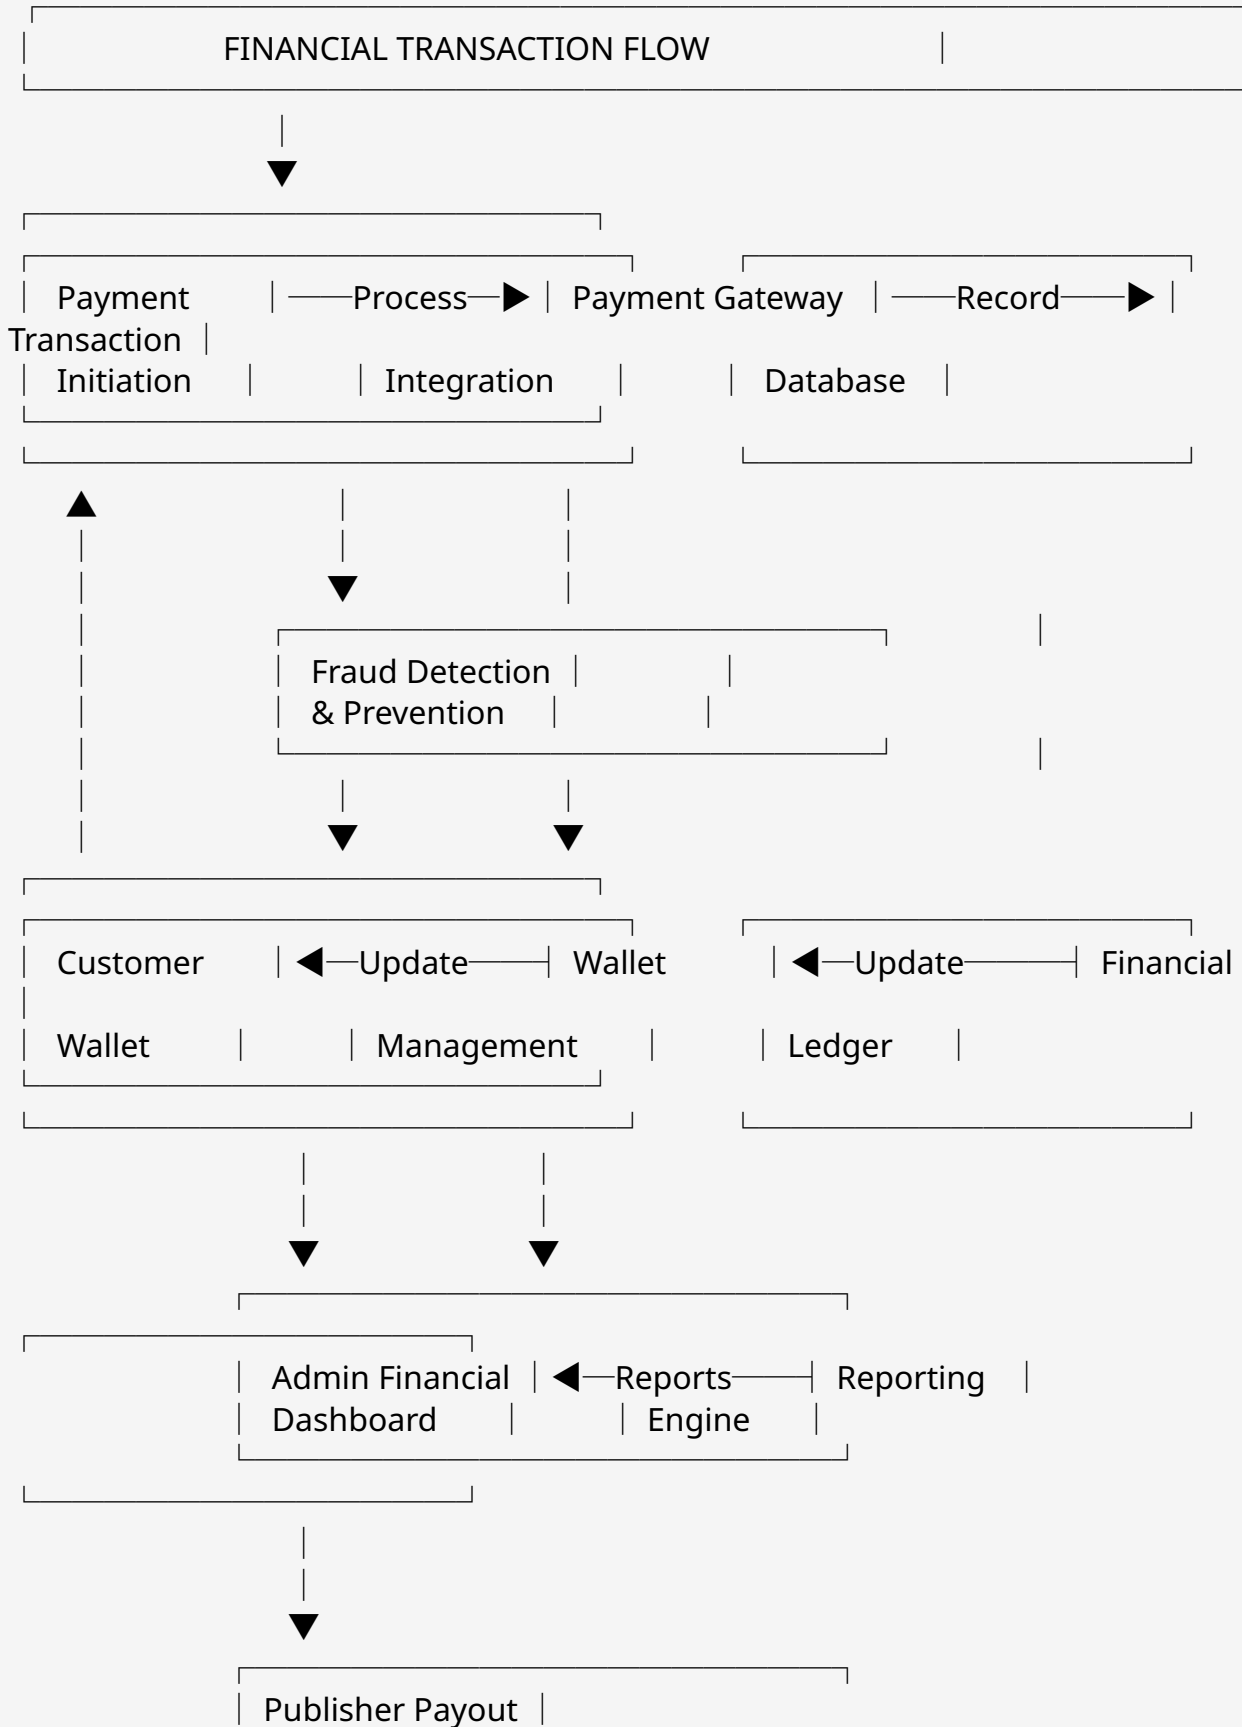 FINANCIAL TRANSACTION FLOW
Payment Process Payment Gateway Record
Transaction
Initiation Integration Database
Fraud Detection
& Prevention
Customer Update Wallet Update Financial
Wallet Management Ledger
Admin Financial Reports Reporting
Dashboard Engine
Publisher Payout